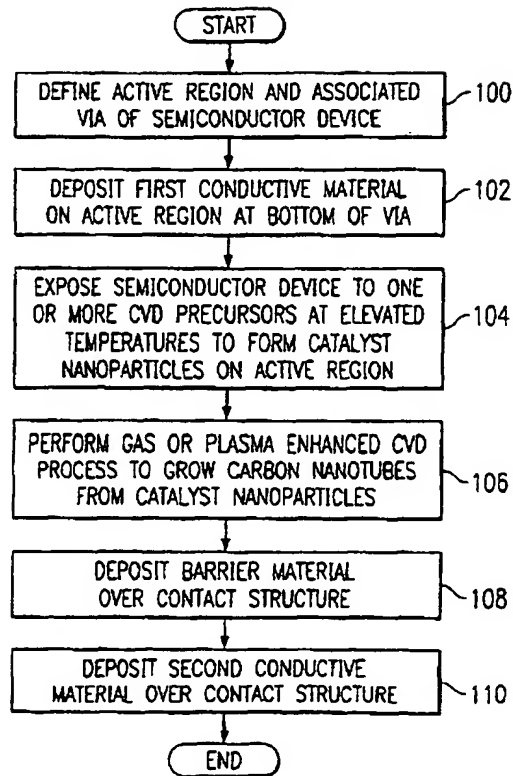 START
DEFINE ACTIVE REGION AND ASSOCIATED
VIA OF SEMICONDUCTOR DEVICE
100
DEPOSIT FIRST CONDUCTIVE MATERIAL
ON ACTIVE REGION AT BOTTOM OF VIA
102
EXPOSE SEMICONDUCTOR DEVICE TO ONE
OR MORE CVD PRECURSORS AT ELEVATED
TEMPERATURES TO FORM CATALYST
NANOPARTICLES ON ACTIVE REGION
104
PERFORM GAS OR PLASMA ENHANCED CVD
PROCESS TO GROW CARBON NANOTUBES
FROM CATALYST NANOPARTICLES
106
DEPOSIT BARRIER MATERIAL
OVER CONTACT STRUCTURE
108
DEPOSIT SECOND CONDUCTIVE
MATERIAL OVER CONTACT STRUCTURE
110
END